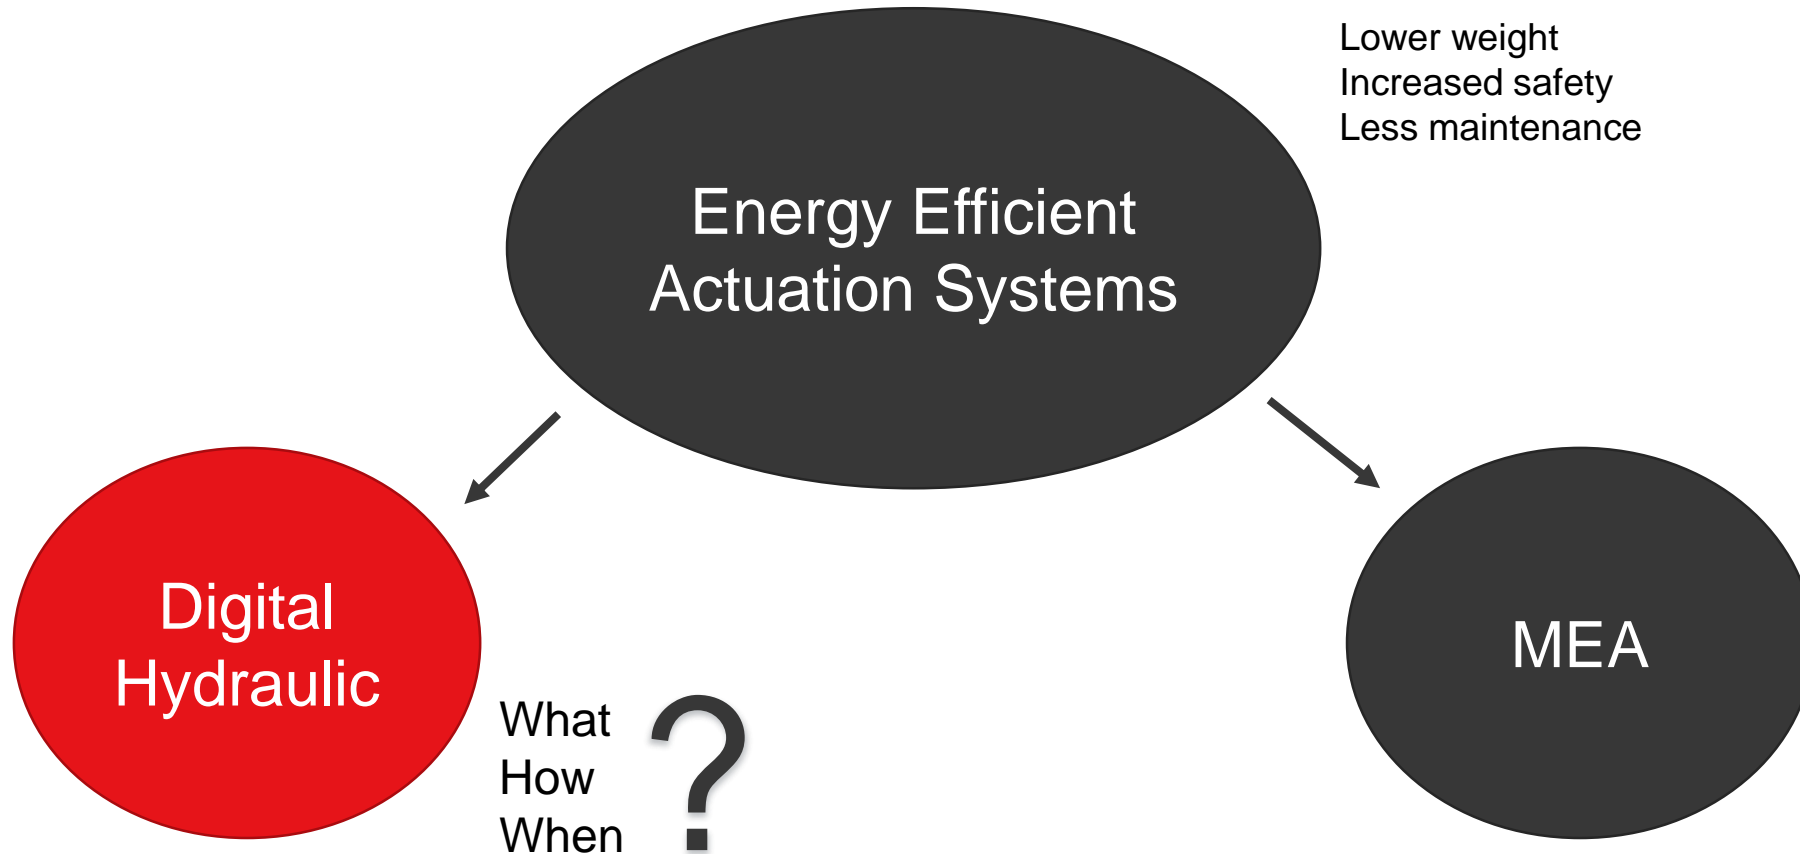 Lower weight
Increased safety
Less maintenance
Energy Efficient
Actuation Systems
Digital
Hydraulic
MEA
What
How
When
?